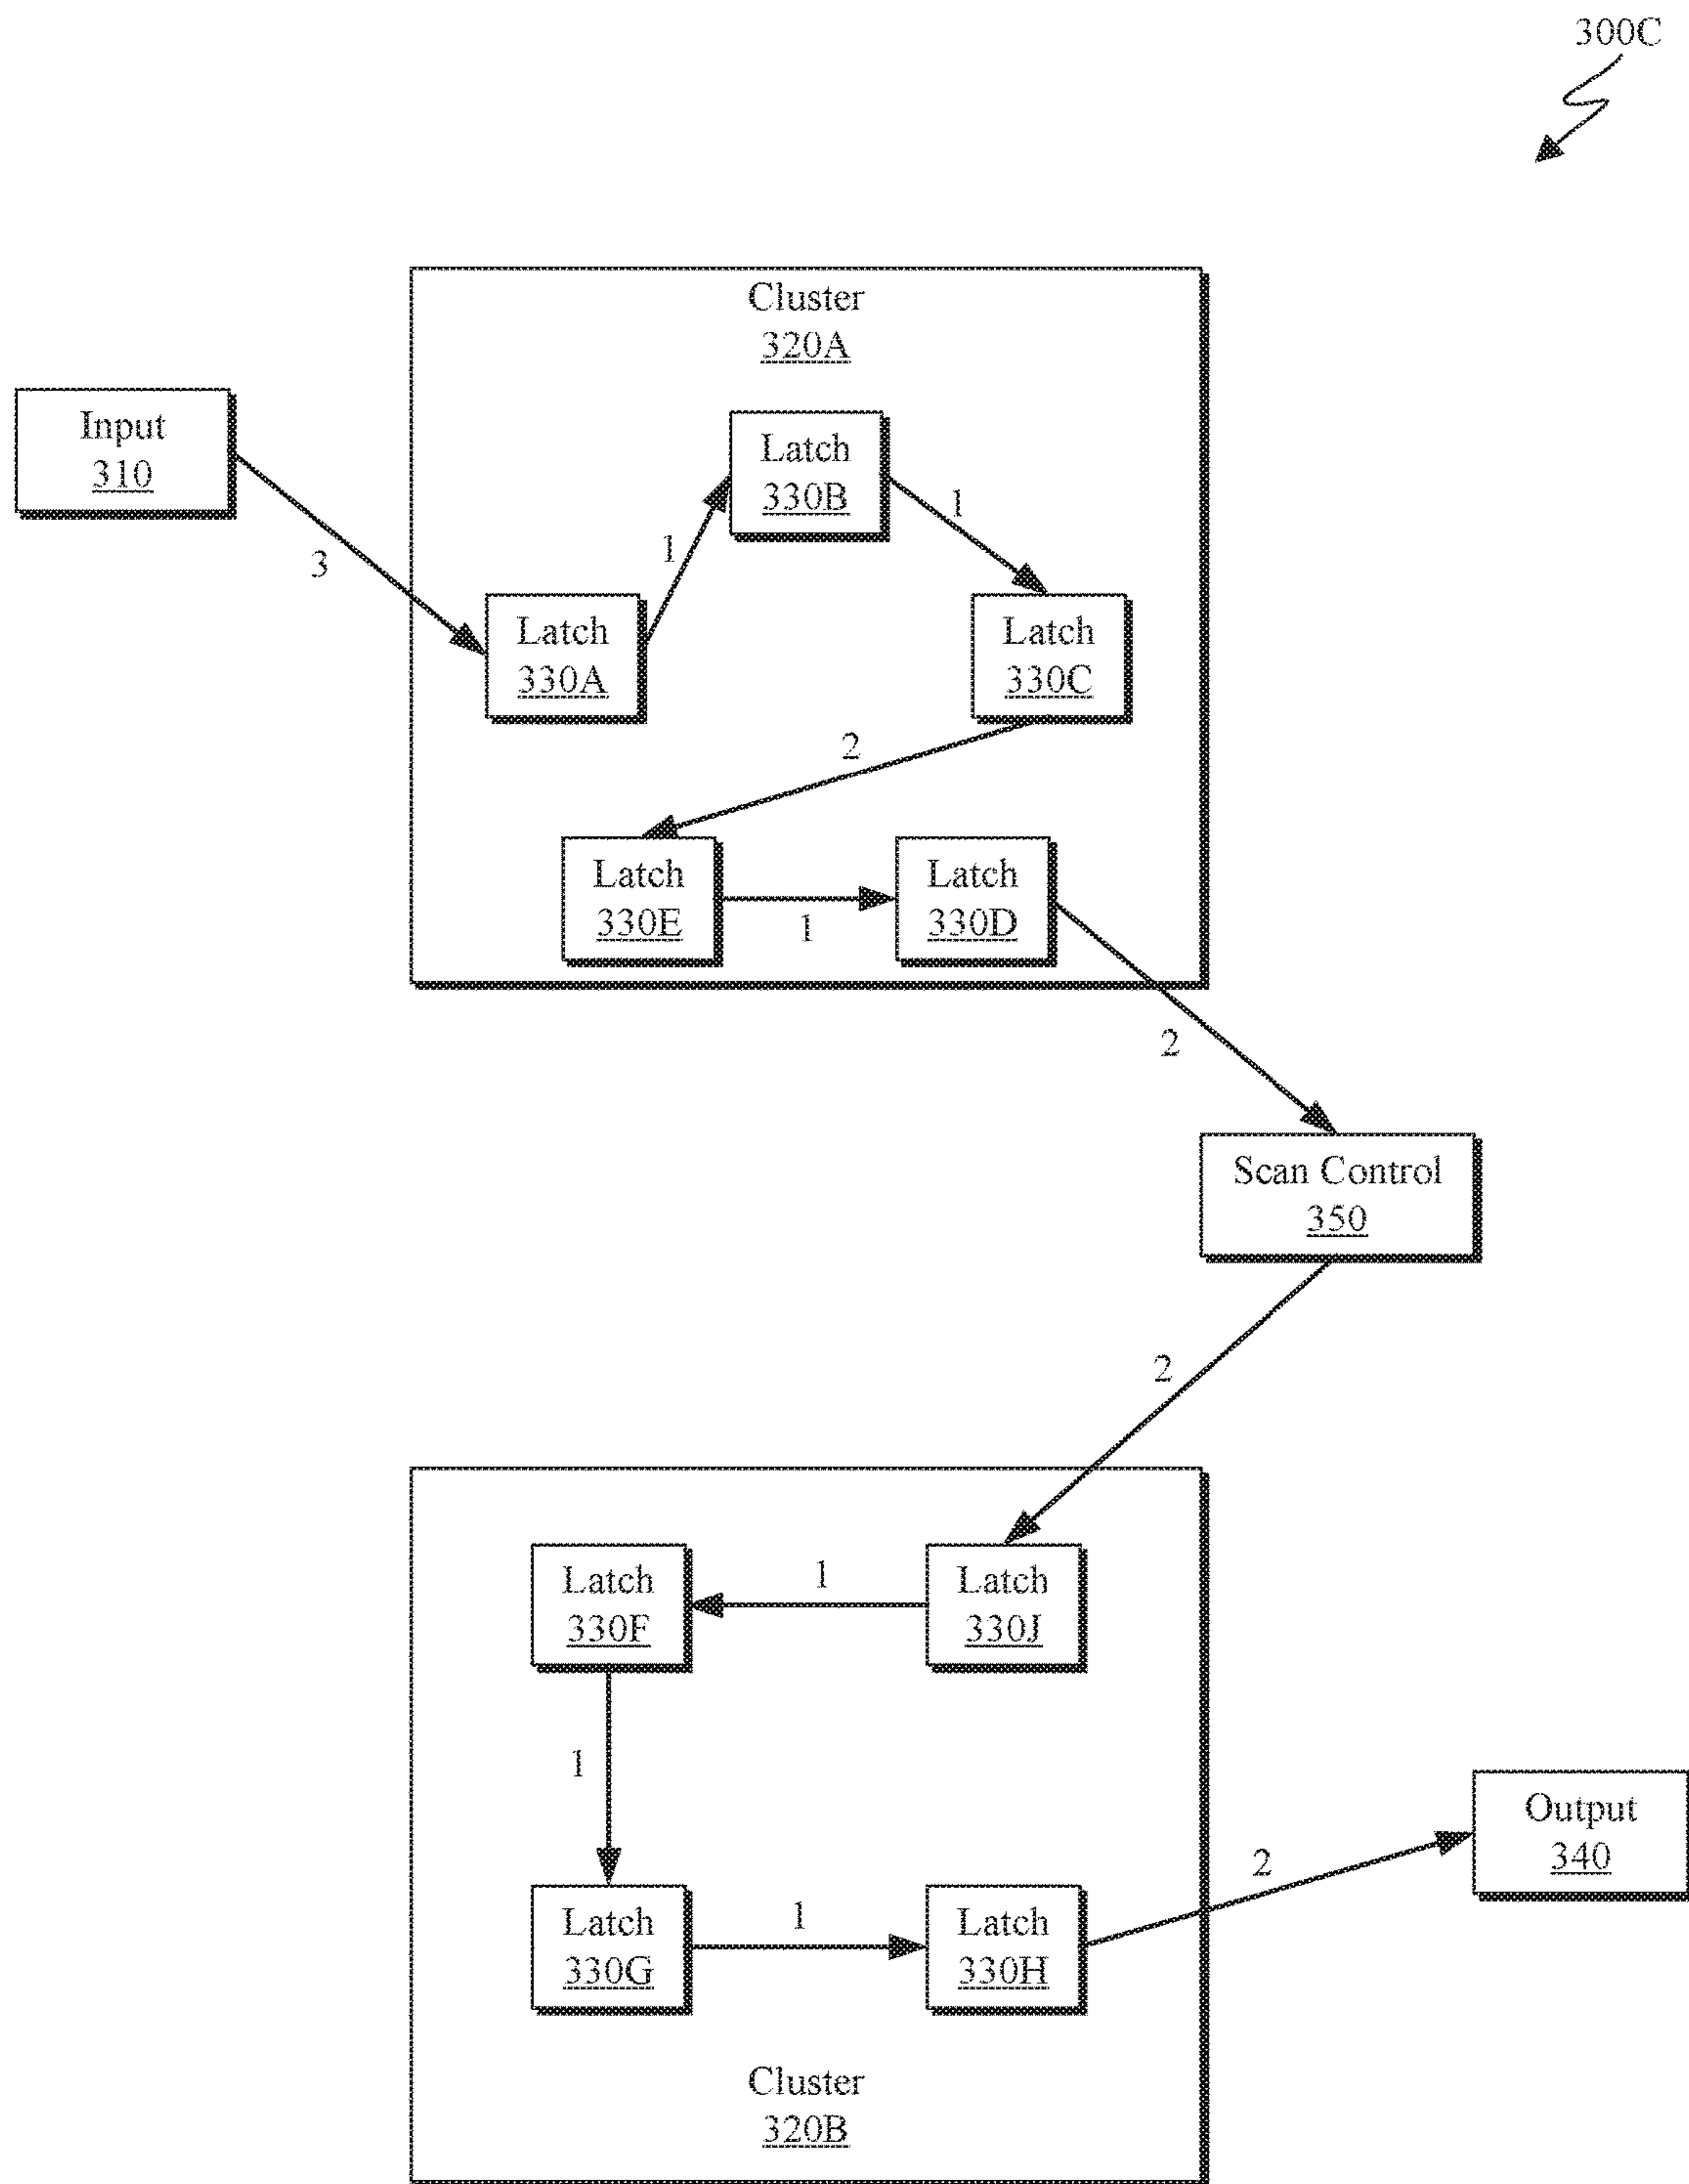 300C
Cluster
320A
Input
310
Latch
330B
1
1
3
Latch
330A
Latch
330C
2
Latch
330E
1
Latch
330D
2
Scan Control
350
2
Latch
330F
1
Latch
330J
1
Output
340
2
Latch
330G
1
Latch
330H
Cluster
320B